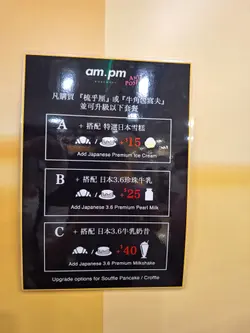 am.pm
凡購買 『梳乎厘』 或 『牛角窩窩夫』
並可升級以下套餐
A
+ 搭配 特選日本雪糕
/ +15
Add Japanese Premium Ice Cream
B
+ 搭配 日本3.6珍珠牛乳
/ +25
Add Japanese 3.6 Premium Pearl Milk
C
+ 搭配 日本3.6牛乳奶昔
/ +40
Add Japanese 3.6 Premium Milkshake
Upgrade options for Souffle Pancake / Croffle